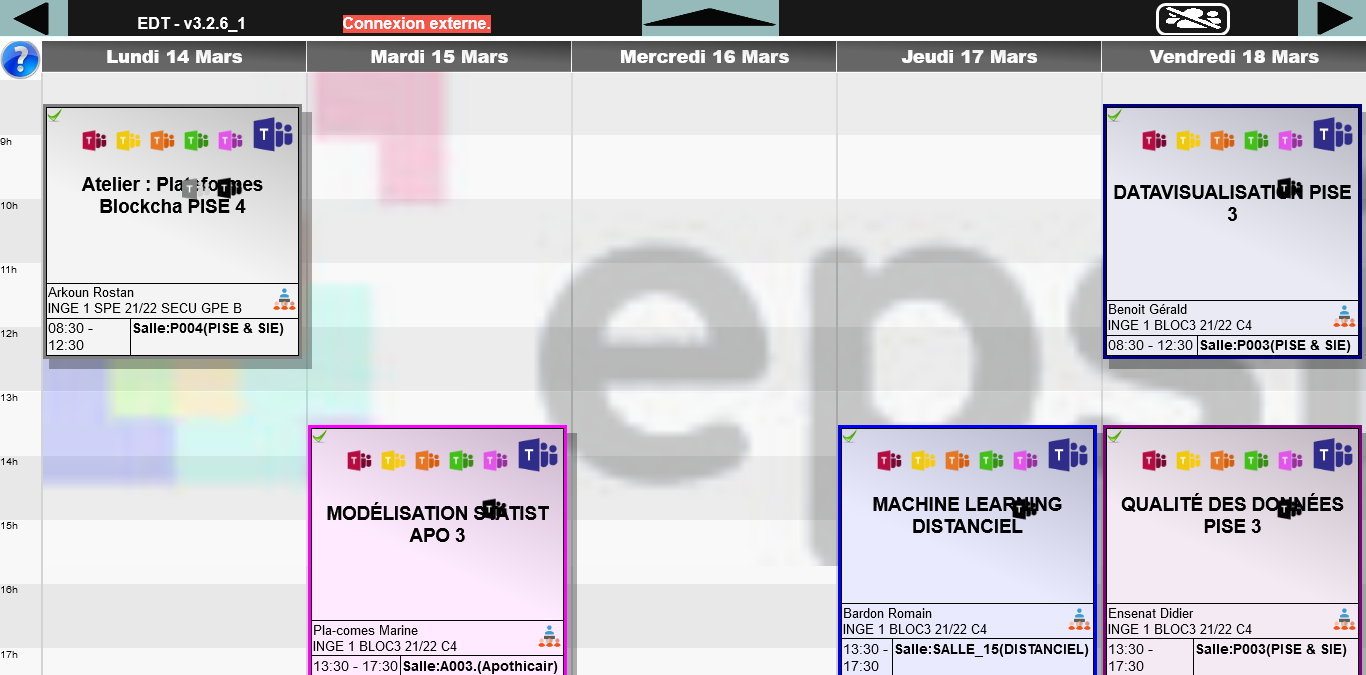 EDT - v3.2.6_1
Connexion externe.
?
Lundi 14 Mars
Mardi 15 Mars
Mercredi 16 Mars
Jeudi 17 Mars
Vendredi 18 Mars
9h
10h
11h
12h
13h
14h
15h
16h
17h
Atelier : Plateformes
Blockcha PISE 4
Arkoun Rostan
INGE 1 SPE 21/22 SECU GPE B
08:30 -
12:30
Salle:P004(PISE & SIE)
MODÉLISATION STATIST
APO 3
Pla-comes Marine
INGE 1 BLOC3 21/22 C4
13:30 - 17:30
Salle:A003.(Apothicair)
MACHINE LEARNING
DISTANCIEL
Bardon Romain
INGE 1 BLOC3 21/22 C4
13:30 -
17:30
Salle:SALLE_15(DISTANCIEL)
DATAVISUALISATION PISE
3
Benoit Gérald
INGE 1 BLOC3 21/22 C4
08:30 - 12:30
Salle:P003(PISE & SIE)
QUALITÉ DES DONNÉES
PISE 3
Ensenat Didier
INGE 1 BLOC3 21/22 C4
13:30 -
17:30
Salle:P003(PISE & SIE)
epsi